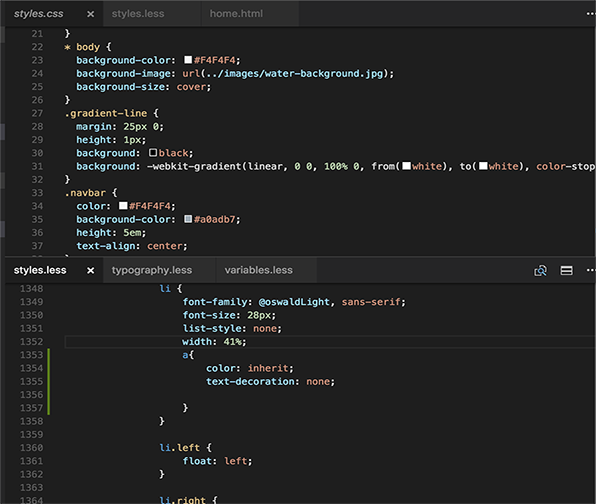 styles.css × styles.less home.html ...
21 }
22 * body {
23 background-color: #F4F4F4;
24 background-image: url(../images/water-background.jpg);
25 background-size: cover;
26 }
27 .gradient-line {
28 margin: 25px 0;
29 height: 1px;
30 background: black;
31 background: -webkit-gradient(linear, 0 0, 100% 0, from(white), to(white), color-stop
32 }
33 .navbar {
34 color: #F4F4F4;
35 background-color: #a0adb7;
36 height: 5em;
37 text-align: center;
styles.less × typography.less variables.less ...
1348 li {
1349 font-family: @oswaldLight, sans-serif;
1350 font-size: 28px;
1351 list-style: none;
1352 width: 41%;
1353 a{
1354 color: inherit;
1355 text-decoration: none;
1356
1357 }
1358 }
1359
1360 li.left {
1361 float: left;
1362 }
1363
1364 li.right {